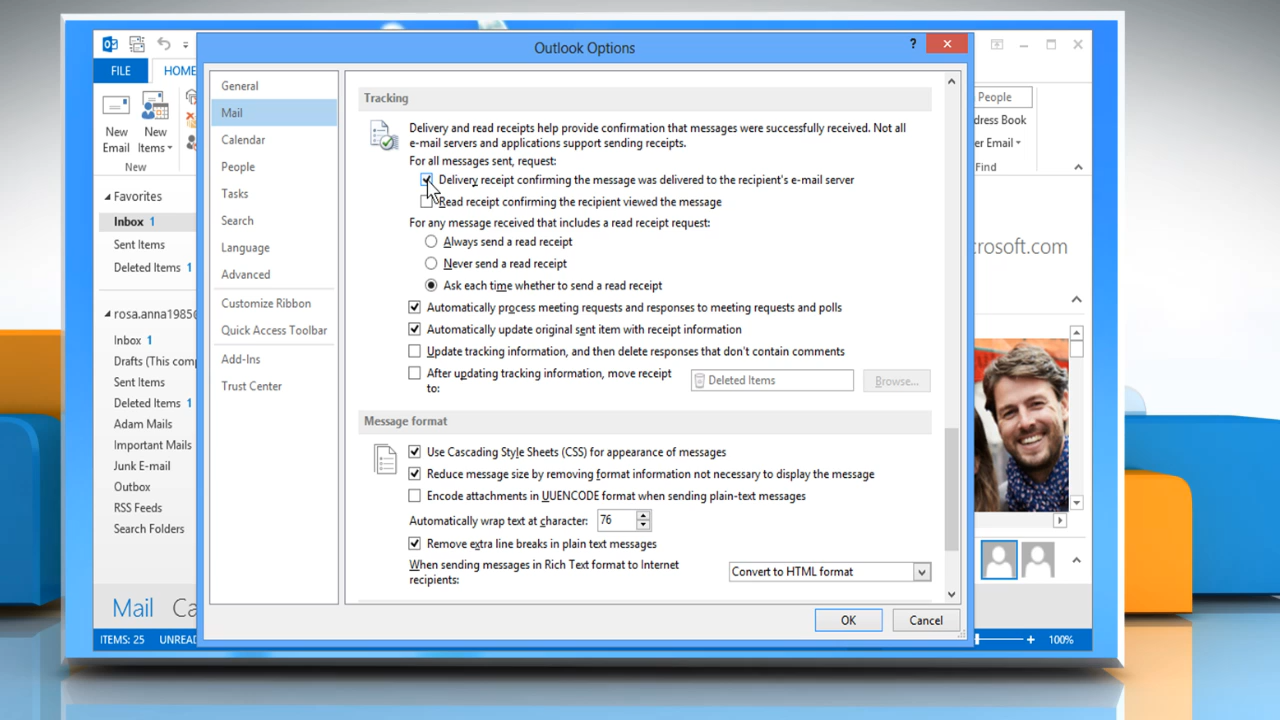 Outlook Options
?
FILE
HOME
New
Email
New
Items
New
Favorites
Inbox 1
Sent Items
Deleted Items 1
rosa.anna1985@
Inbox 1
Drafts (This comp
Sent Items
Deleted Items 1
Adam Mails
Important Mails
Junk E-mail
Outbox
RSS Feeds
Search Folders
Mail Ca
ITEMS: 25 UNREA
General
Mail
Calendar
People
Tasks
Search
Language
Advanced
Customize Ribbon
Quick Access Toolbar
Add-Ins
Trust Center
Tracking
Delivery and read receipts help provide confirmation that messages were successfully received. Not all
e-mail servers and applications support sending receipts.
For all messages sent, request:
Delivery receipt confirming the message was delivered to the recipient's e-mail server
Read receipt confirming the recipient viewed the message
For any message received that includes a read receipt request:
Always send a read receipt
Never send a read receipt
Ask each time whether to send a read receipt
Automatically process meeting requests and responses to meeting requests and polls
Automatically update original sent item with receipt information
Update tracking information, and then delete responses that don't contain comments
After updating tracking information, move receipt
to:
Deleted Items
Browse...
Message format
Use Cascading Style Sheets (CSS) for appearance of messages
Reduce message size by removing format information not necessary to display the message
Encode attachments in UUENCODE format when sending plain-text messages
Automatically wrap text at character: 76
Remove extra line breaks in plain text messages
When sending messages in Rich Text format to Internet
recipients:
Convert to HTML format
OK
Cancel
People
dress Book
er Email
Find
crosoft.com
100%